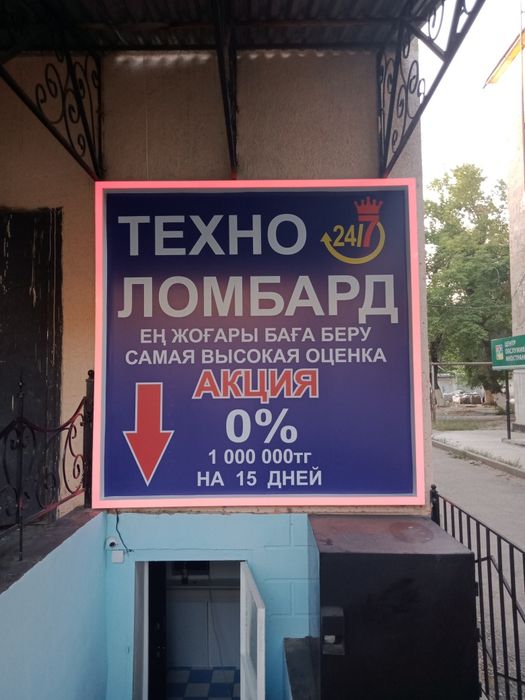 ТЕХНО
24/7
ЛОМБАРД
ЕҢ ЖОҒАРЫ БАҒА БЕРУ
САМАЯ ВЫСОКАЯ ОЦЕНКА
АКЦИЯ
0%
1 000 000тг
НА 15 ДНЕЙ
ЦЕНТР